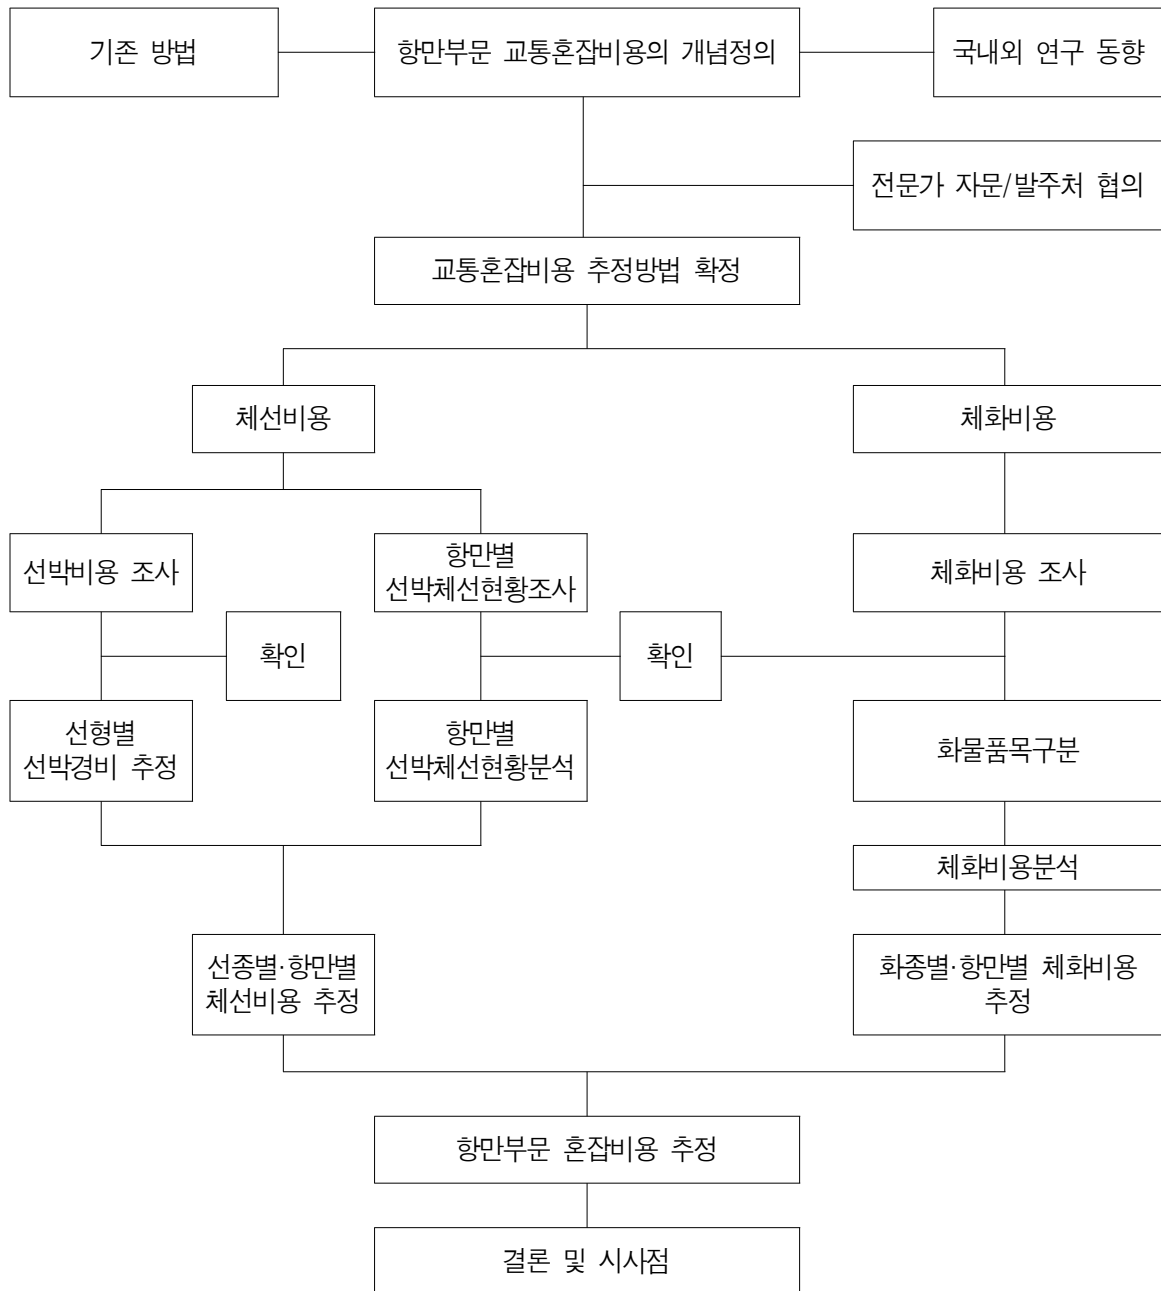 기존 방법
항만부문 교통혼잡비용의 개념정의
국내외 연구 동향
전문가 자문/발주처 협의
교통혼잡비용 추정방법 확정
체선비용
체화비용
선박비용 조사
항만별
선박체선현황조사
체화비용 조사
확인
확인
선형별
선박경비 추정
항만별
선박체선현황분석
화물품목구분
체화비용분석
선종별·항만별
체선비용 추정
화종별·항만별 체화비용
추정
항만부문 혼잡비용 추정
결론 및 시사점